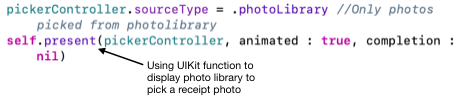 pickerController.sourceType = .photoLibrary //Only photos
picked from photolibrary
self.present(pickerController, animated : true, completion :
nil)
Using UIKit function to
display photo library to
pick a receipt photo